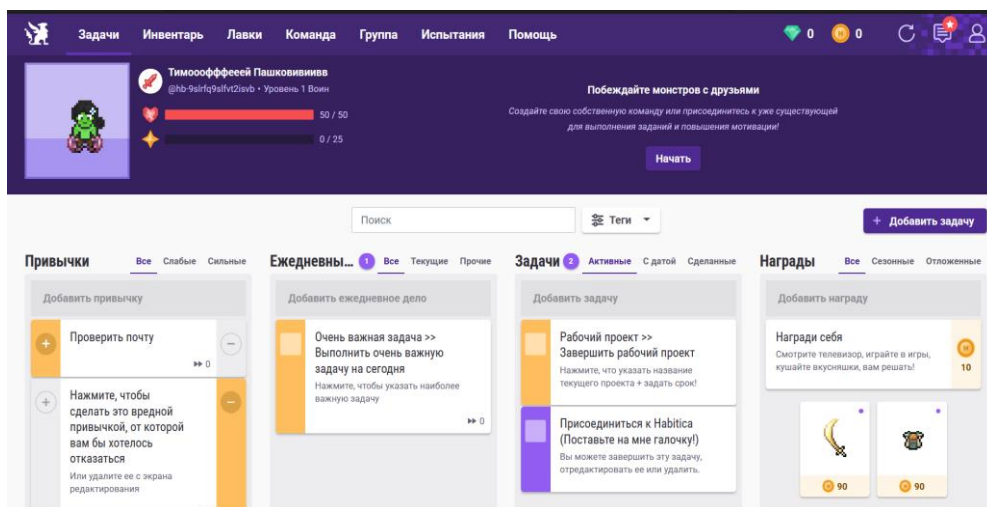 Задачи Инвентарь Лавки Команда Группа Испытания Помощь 0 0
Тимоооффффееей Пашковивиивв
@hb-9slrfq9slfvt2isvb • Уровень 1 Воин
50 / 50
0 / 25
Побеждайте монстров с друзьями
Создайте свою собственную команду или присоединитесь к уже существующей
для выполнения заданий и повышения мотивации!
Начать
Поиск
Теги
+ Добавить задачу
Привычки Все Слабые Сильные
Добавить привычку
Проверить почту
0
Нажмите, чтобы
сделать это вредной
привычкой, от которой
вам бы хотелось
отказаться
Или удалите ее с экрана
редактирования
Ежедневны... 1 Все Текущие Прочие
Добавить ежедневное дело
Очень важная задача >>
Выполнить очень важную
задачу на сегодня
Нажмите, чтобы указать наиболее
важную задачу
0
Задачи 2 Активные С датой Сделанные
Добавить задачу
Рабочий проект >>
Завершить рабочий проект
Нажмите, что указать название
текущего проекта + задать срок!
Присоединиться к Habitica
(Поставьте на мне галочку!)
Вы можете завершить эту задачу,
отредактировать ее или удалить.
Награды Все Сезонные Отложенные
Добавить награду
Награди себя
Смотрите телевизор, играйте в игры,
кушайте вкусняшки, вам решать!
10
90 90